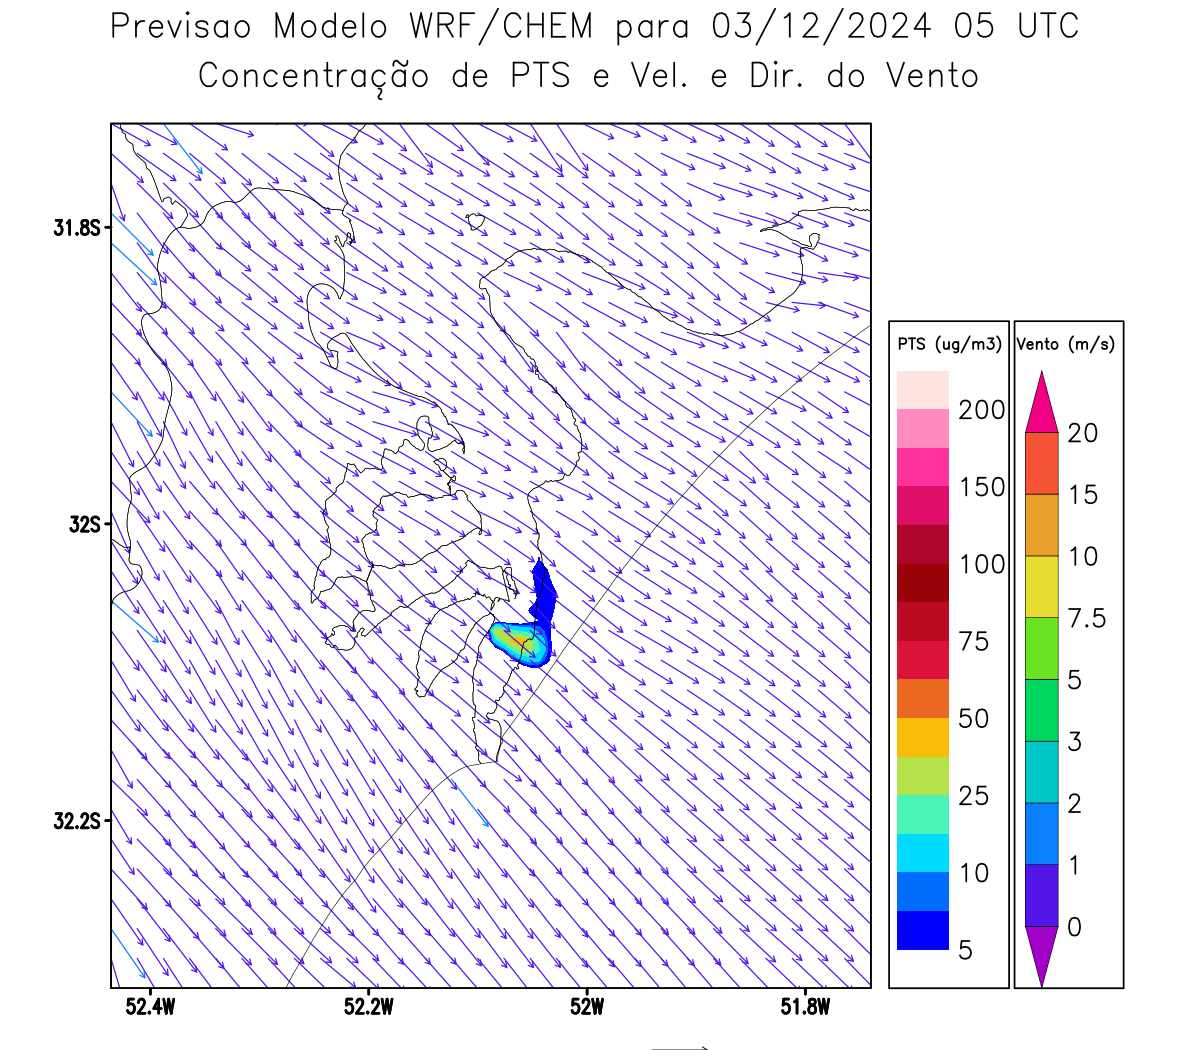 Previsao Modelo WRF/CHEM para 03/12/2024 05 UTC
Concentração de PTS e Vel. e Dir. do Vento
31.8S
32S
32.2S
52.4W
52.2W
52W
51.8W
PTS (ug/m3)
200
150
100
75
50
25
10
5
Vento (m/s)
20
15
10
7.5
5
3
2
1
0